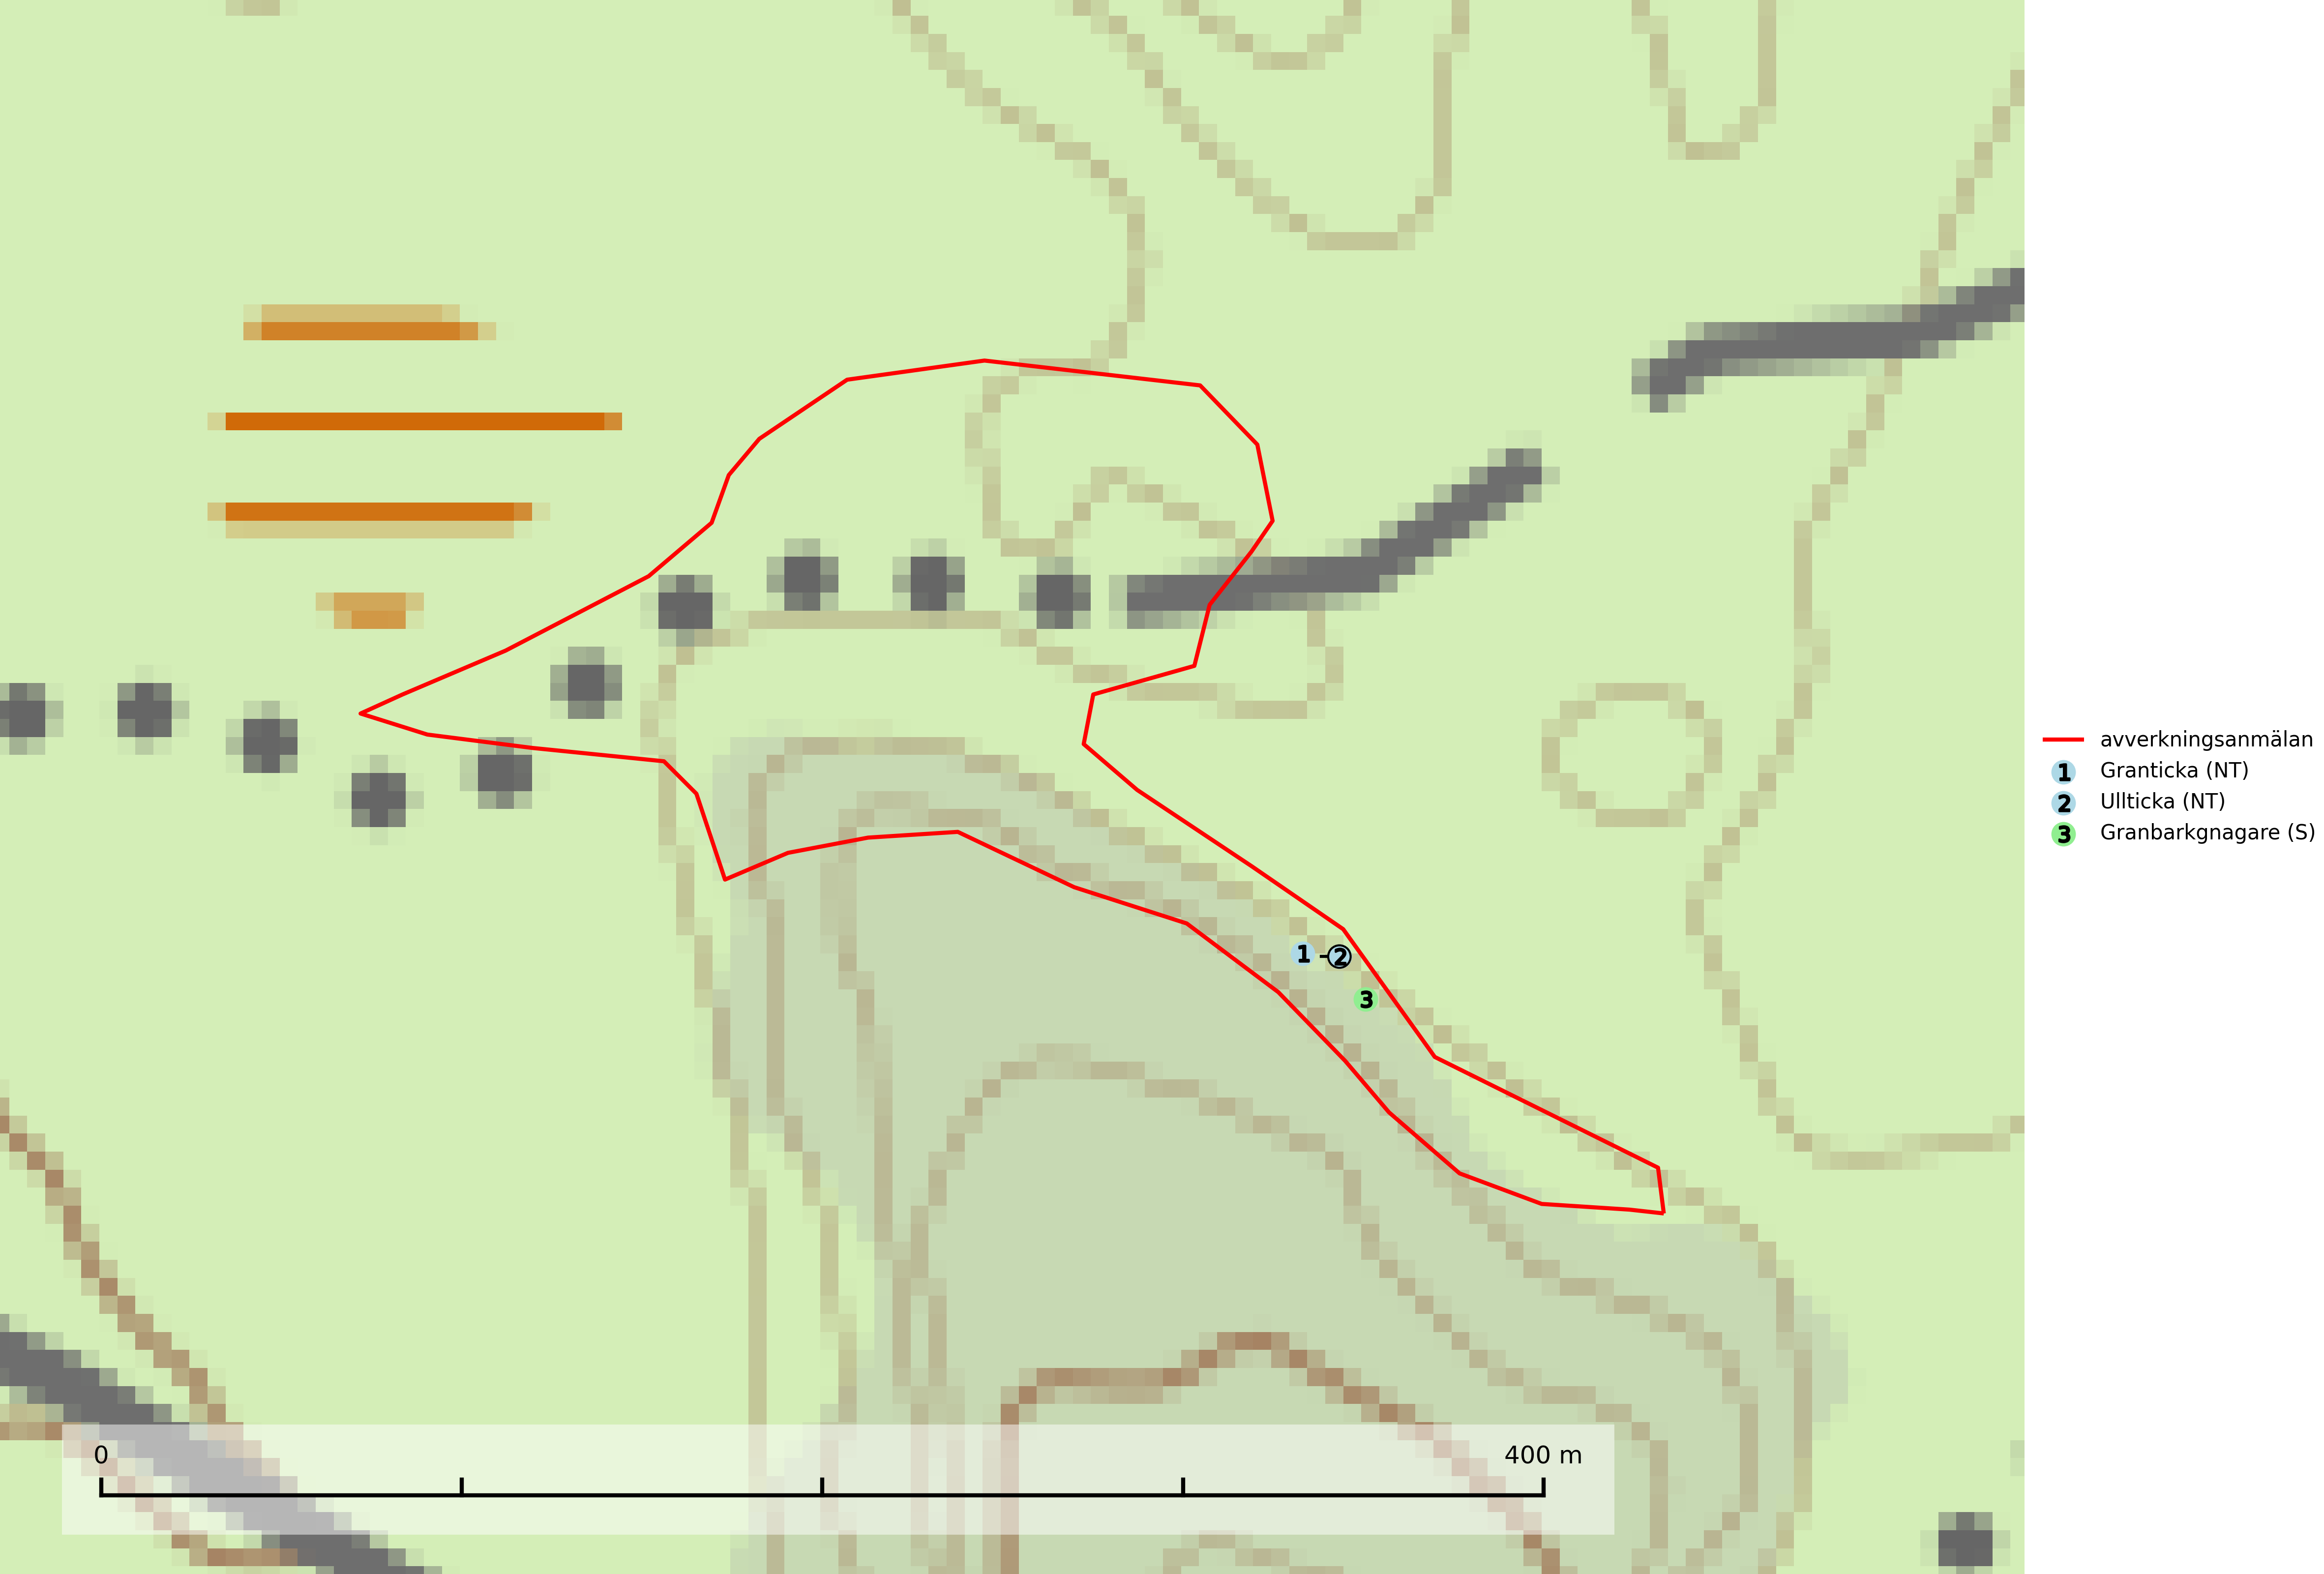 avverkningsanmälan
1 Granticka (NT)
2 Ullticka (NT)
3 Granbarkgnagare (S)
1 - 2
3
0 400 m